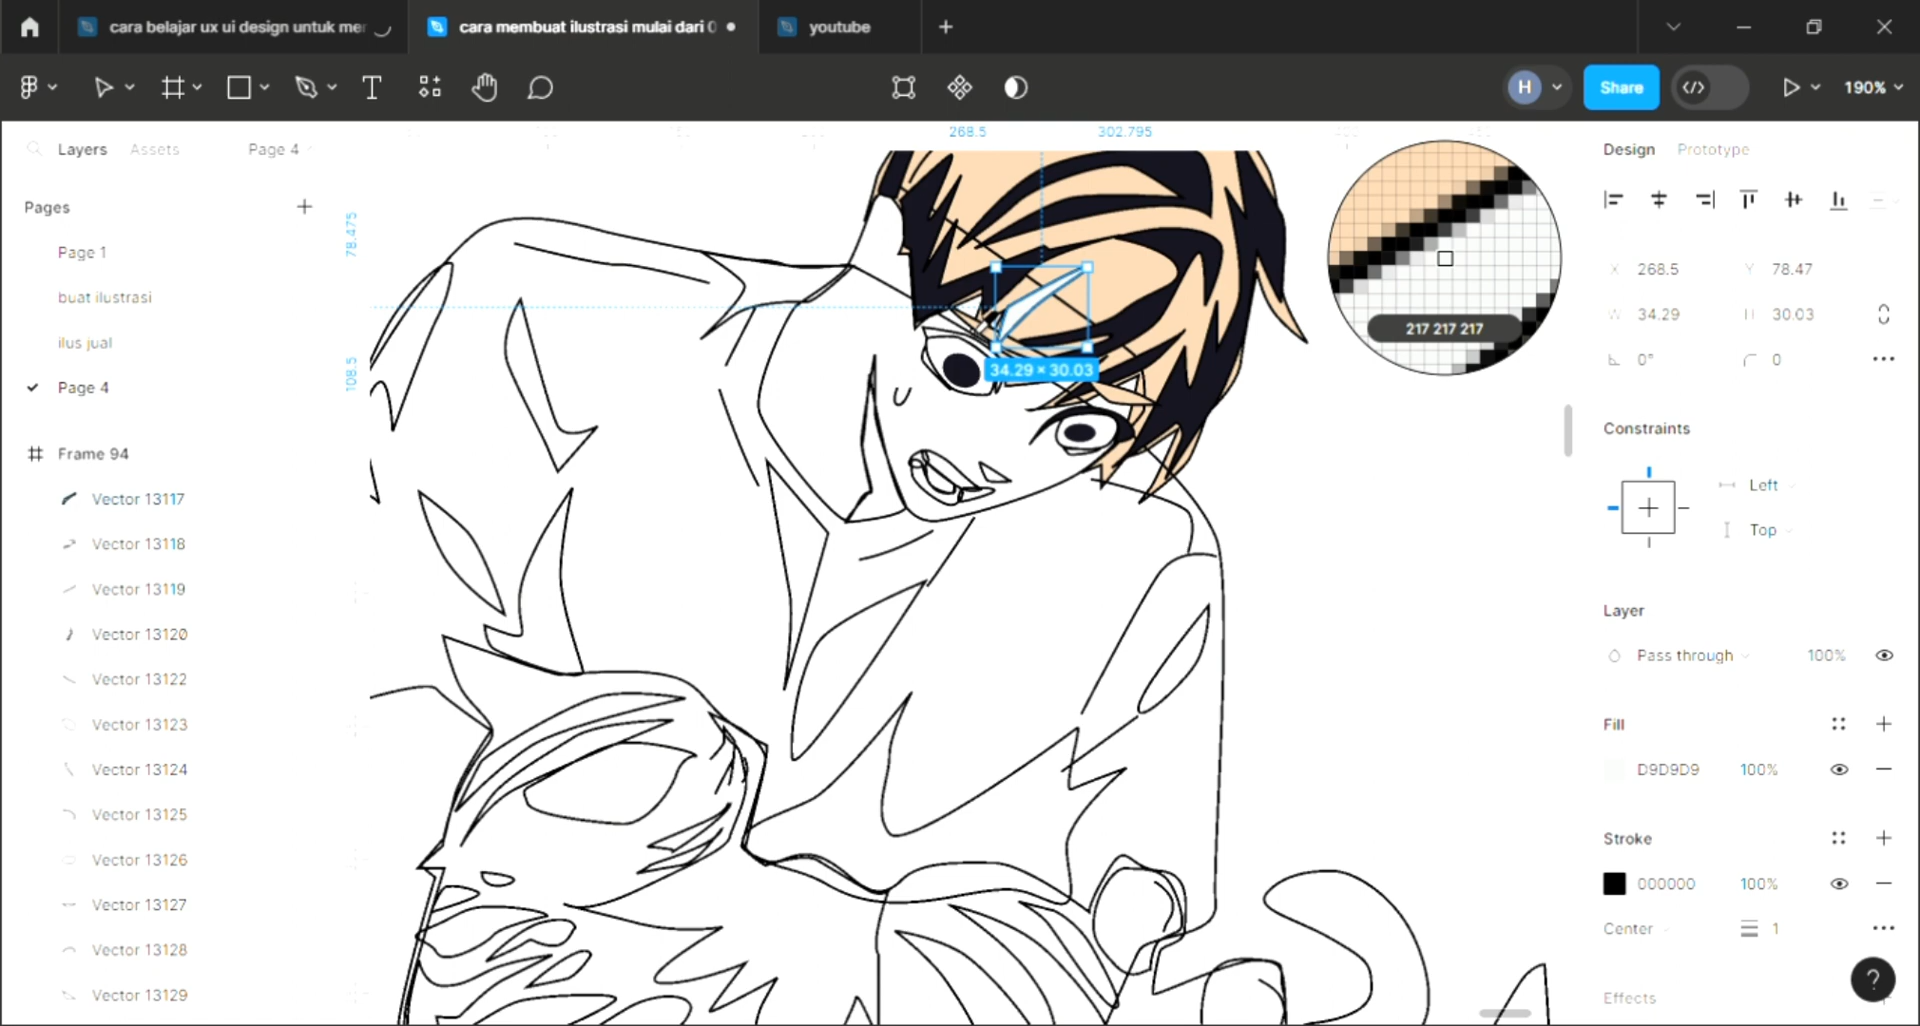 cara belajar ux ui design untuk mer
cara membuat ilustrasi mulai dari 0
youtube
H
Share
190%
Layers
Assets
Page 4
Design
Prototype
268.5
302.795
78.475
108.5
Pages
Page 1
buat ilustrasi
ilus jual
Page 4
Frame 94
Vector 13117
Vector 13118
Vector 13119
Vector 13120
Vector 13122
Vector 13123
Vector 13124
Vector 13125
Vector 13126
Vector 13127
Vector 13128
Vector 13129
34.29 × 30.03
217 217 217
X 268.5
Y 78.47
W 34.29
H 30.03
0°
0
Constraints
Left
Top
Layer
Pass through
100%
Fill
D9D9D9
100%
Stroke
000000
100%
Center
1
Effects
?